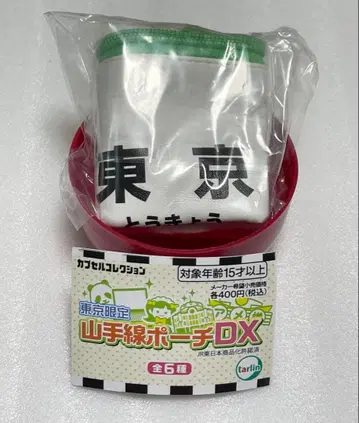 東京
とうきょう
カプセルコレクション
対象年齢15才以上
メーカー希望小売価格
各400円(税込)
東京限定
山手線ポーチDX
JR東日本商品化許諾済
全6種
tarlin